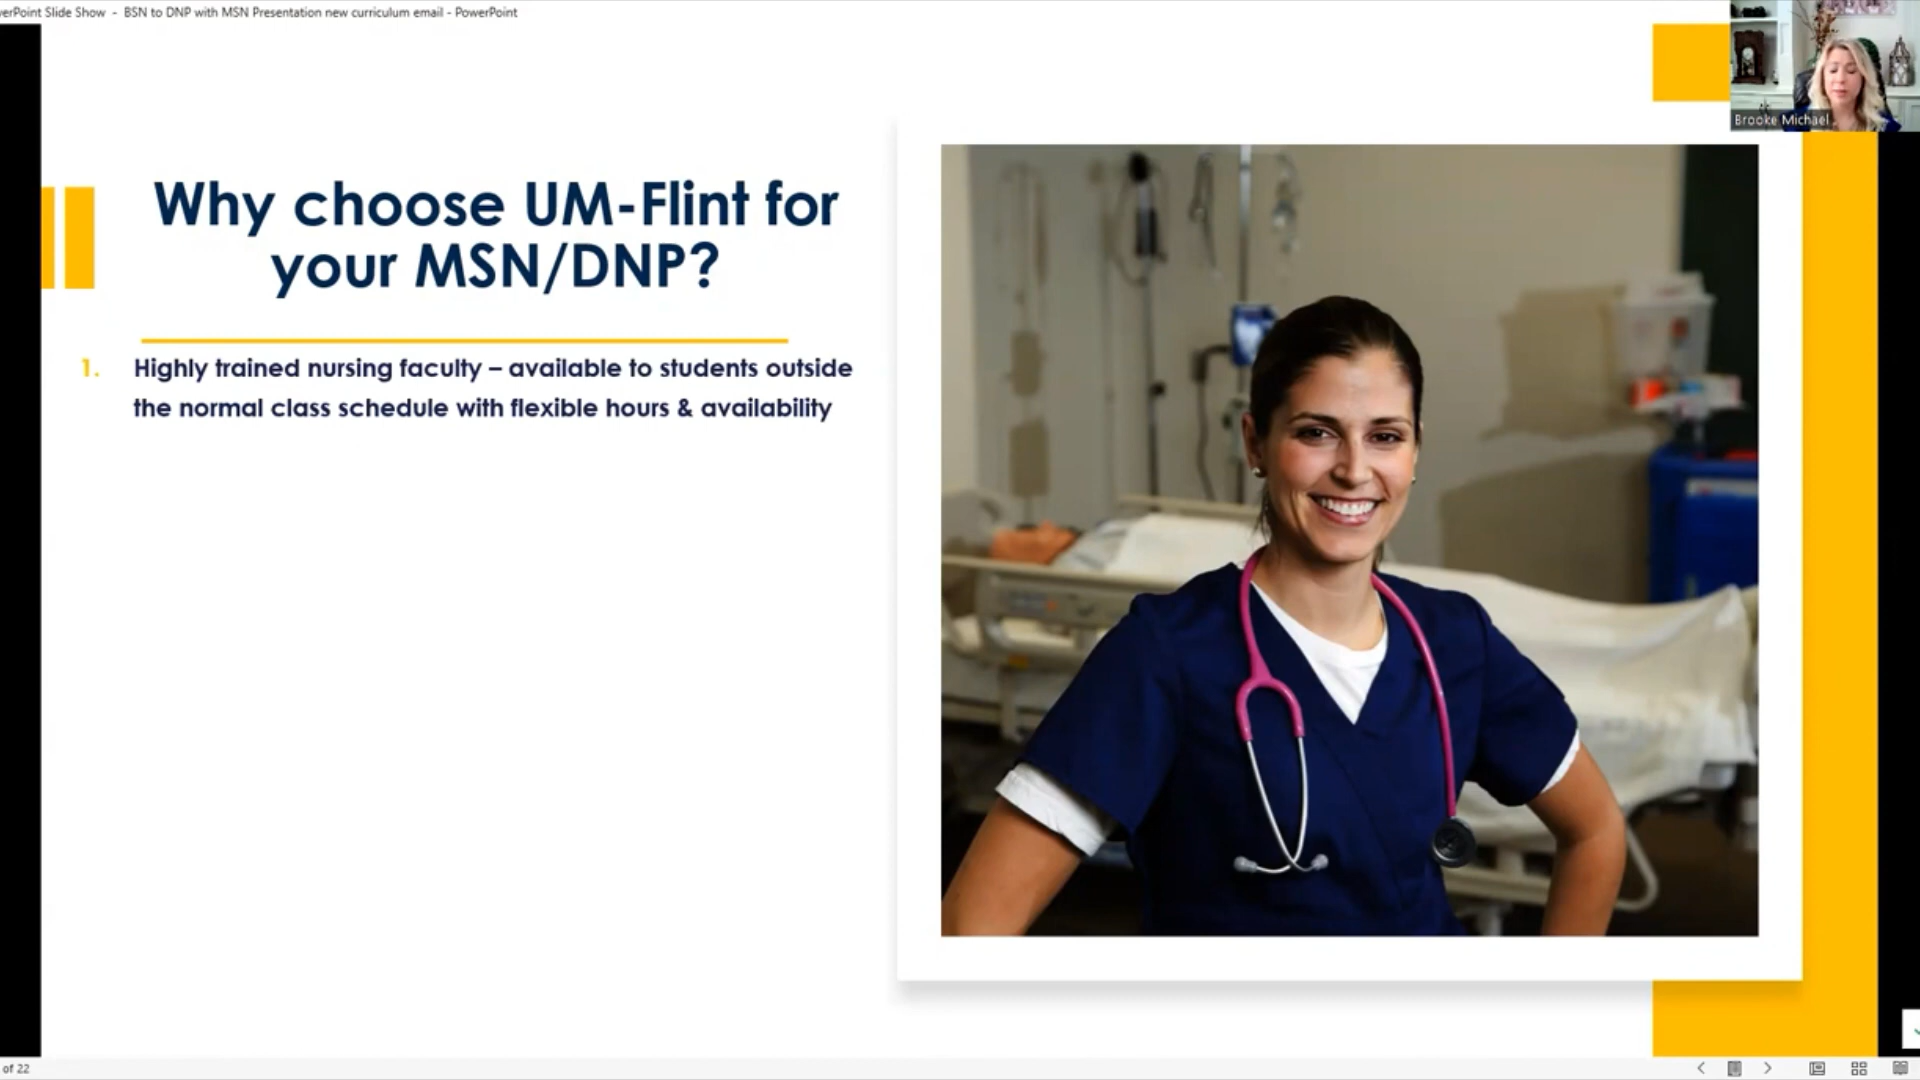 erPoint Slide Show - BSN to DNP with MSN Presentation new curriculum email - PowerPoint
Brooke Michael
Why choose UM-Flint for
your MSN/DNP?
1. Highly trained nursing faculty – available to students outside
the normal class schedule with flexible hours & availability
of 22